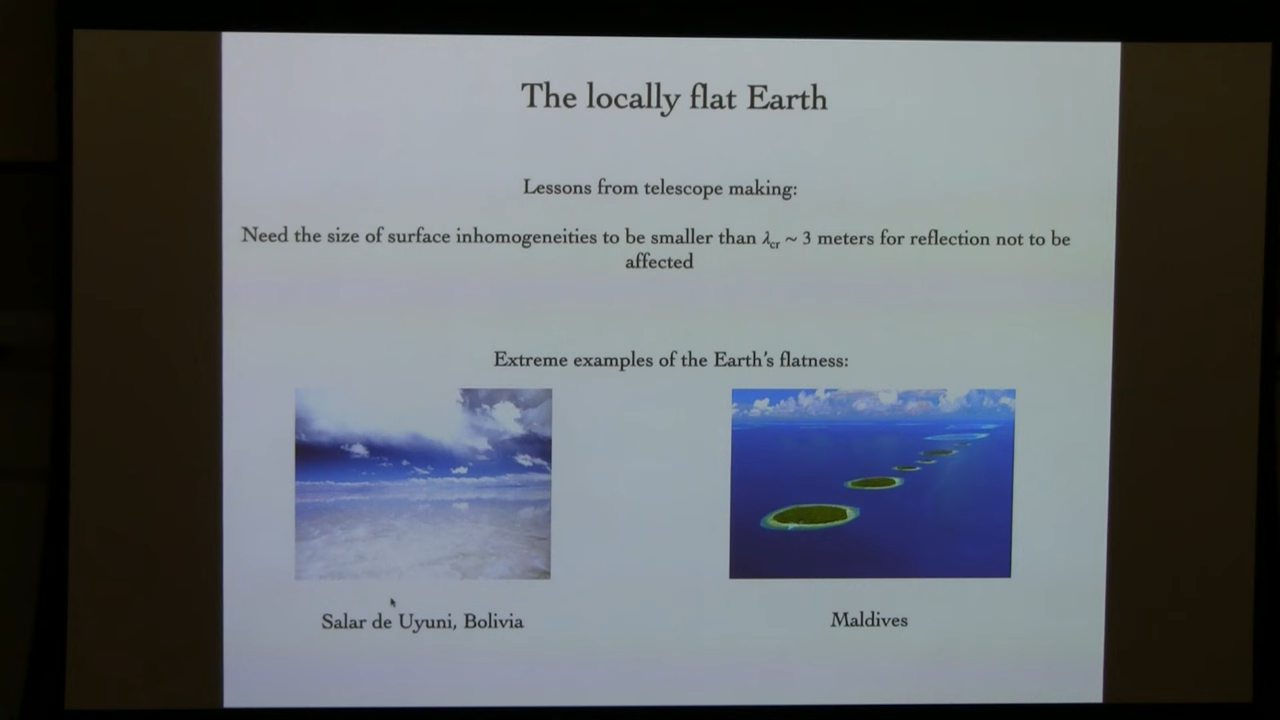 The locally flat Earth
Lessons from telescope making:
Need the size of surface inhomogeneities to be smaller than λcr ~ 3 meters for reflection not to be
affected
Extreme examples of the Earth's flatness:
Salar de Uyuni, Bolivia
Maldives